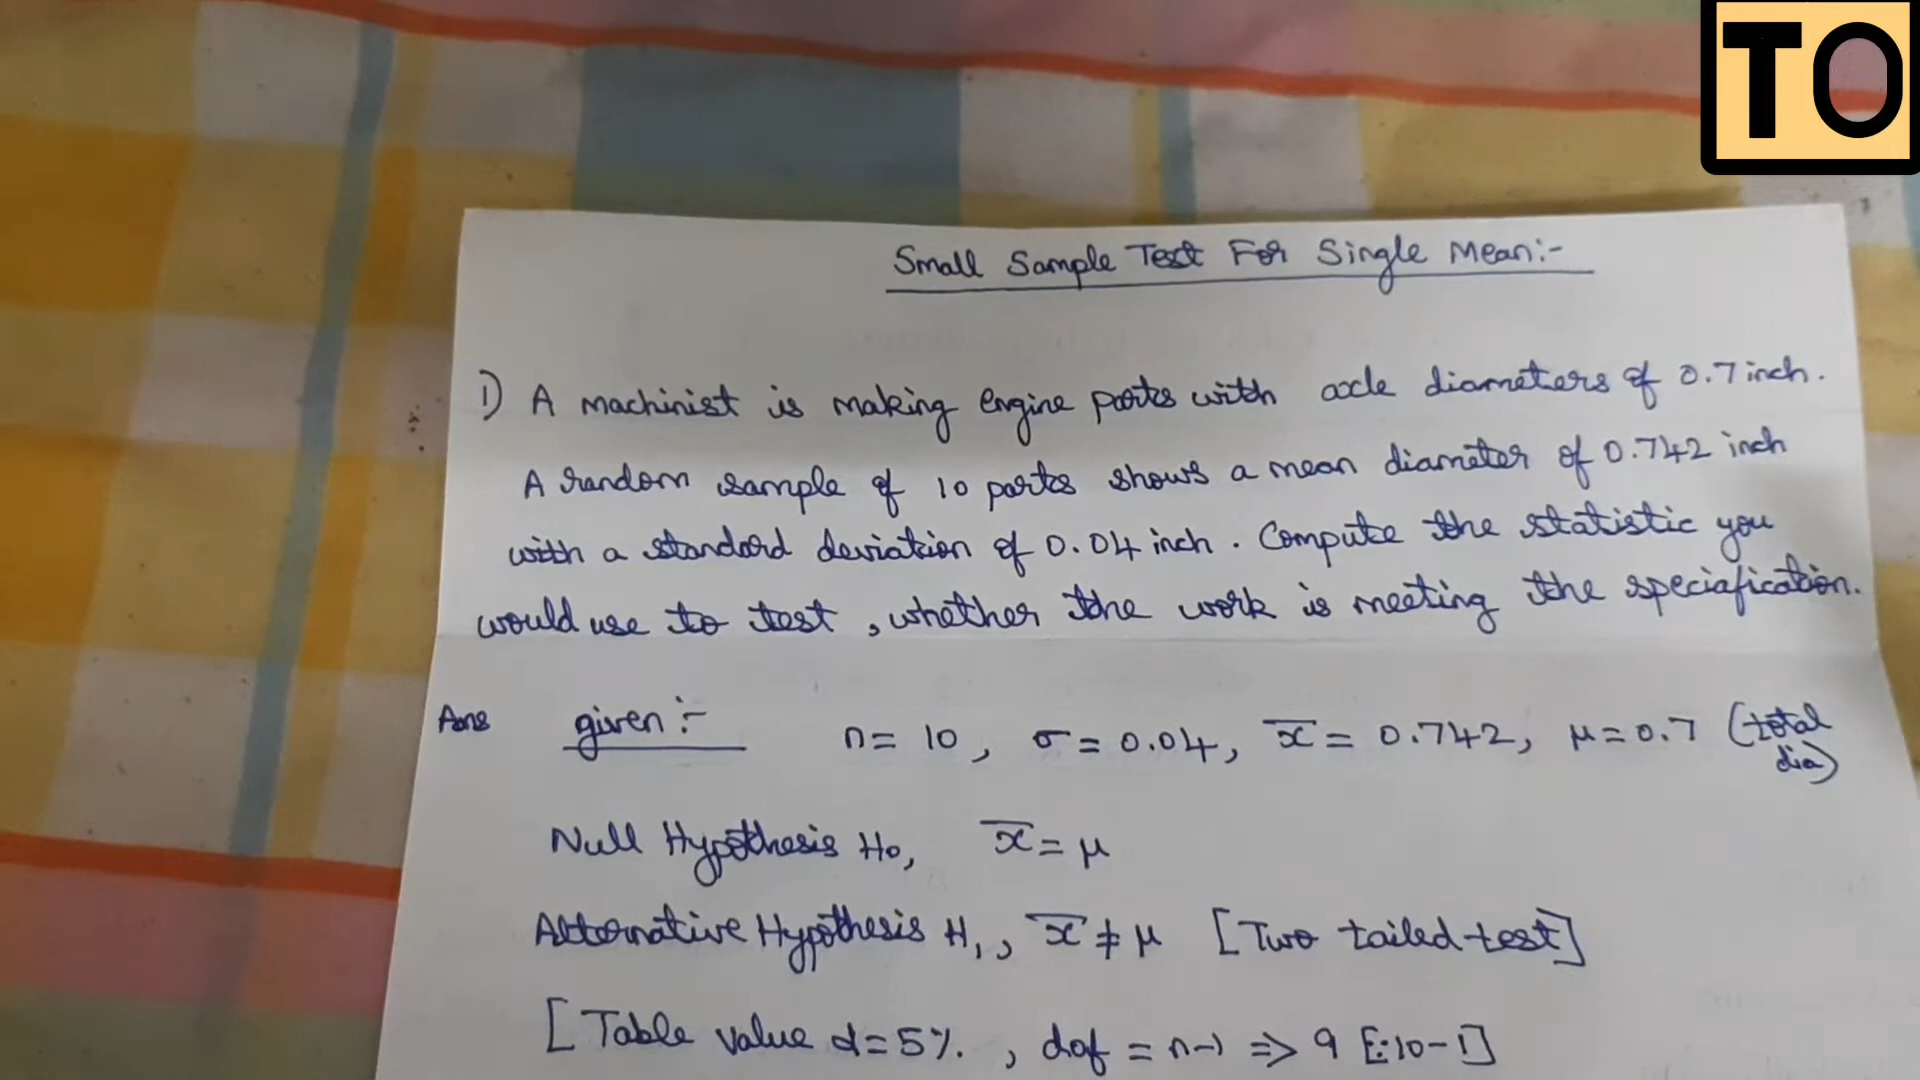 TO
Small Sample Test For Single Mean:-
1) A machinist is making engine parts with axle diameters of 0.7 inch.
A random sample of 10 parts shows a mean diameter of 0.742 inch
with a standard deviation of 0.04 inch. Compute the statistic you
would use to test, whether the work is meeting the speciafication.
Ans given :- n = 10, σ = 0.04, x̄ = 0.742, μ = 0.7 (total dia)
Null Hypothesis H₀, x̄ = μ
Alternative Hypothesis H₁, x̄ ≠ μ [Two tailed test]
[Table value α = 5%, dof = n-1 => 9 [∵10-1]